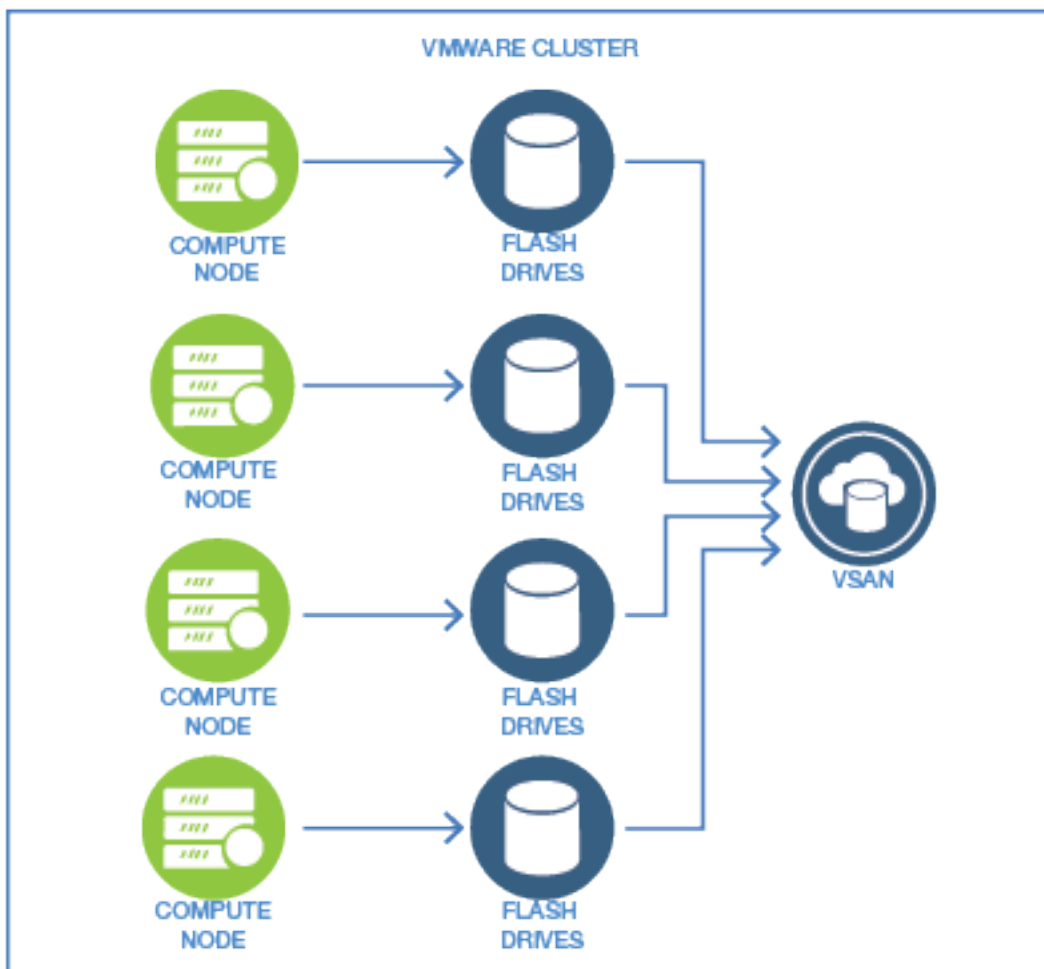 VMWARE CLUSTER
COMPUTE
NODE
FLASH
DRIVES
COMPUTE
NODE
FLASH
DRIVES
VSAN
COMPUTE
NODE
FLASH
DRIVES
COMPUTE
NODE
FLASH
DRIVES